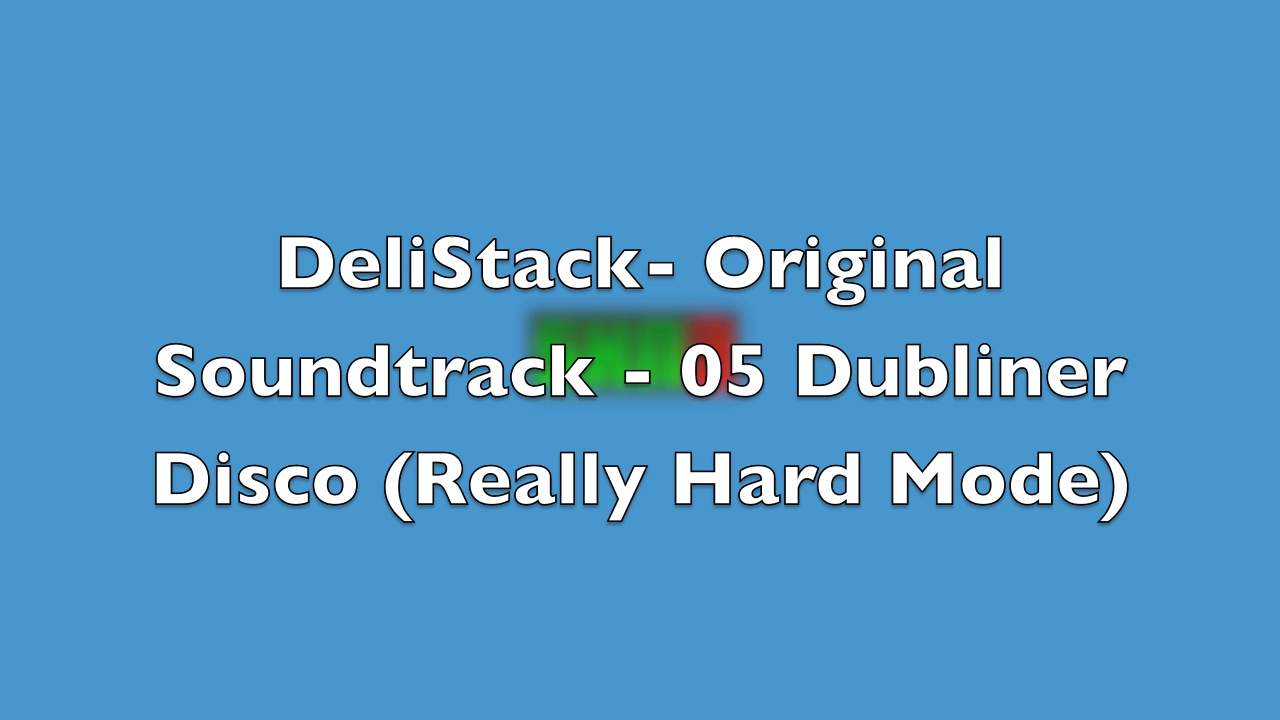 DeliStack- Original
Soundtrack - 05 Dubliner
Disco (Really Hard Mode)